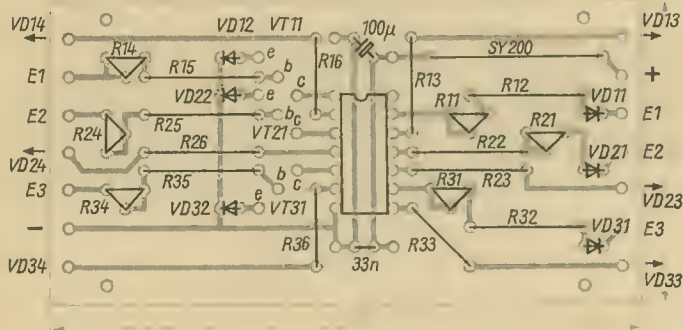 VD14 VD12 VT11 100µ VD13
R14 e SY200
R15 b R16 +
E1 c R13 R12
VD22 e R11 VD11
E2 R25 b c R21 E1
R24 VT21
R26 R22 VD21 E2
VD24 R35 b R23
E3 c R31 VD23
R34 VD32 e VT31 R32 VD31 E3
− R36 R33
VD34 33n VD33